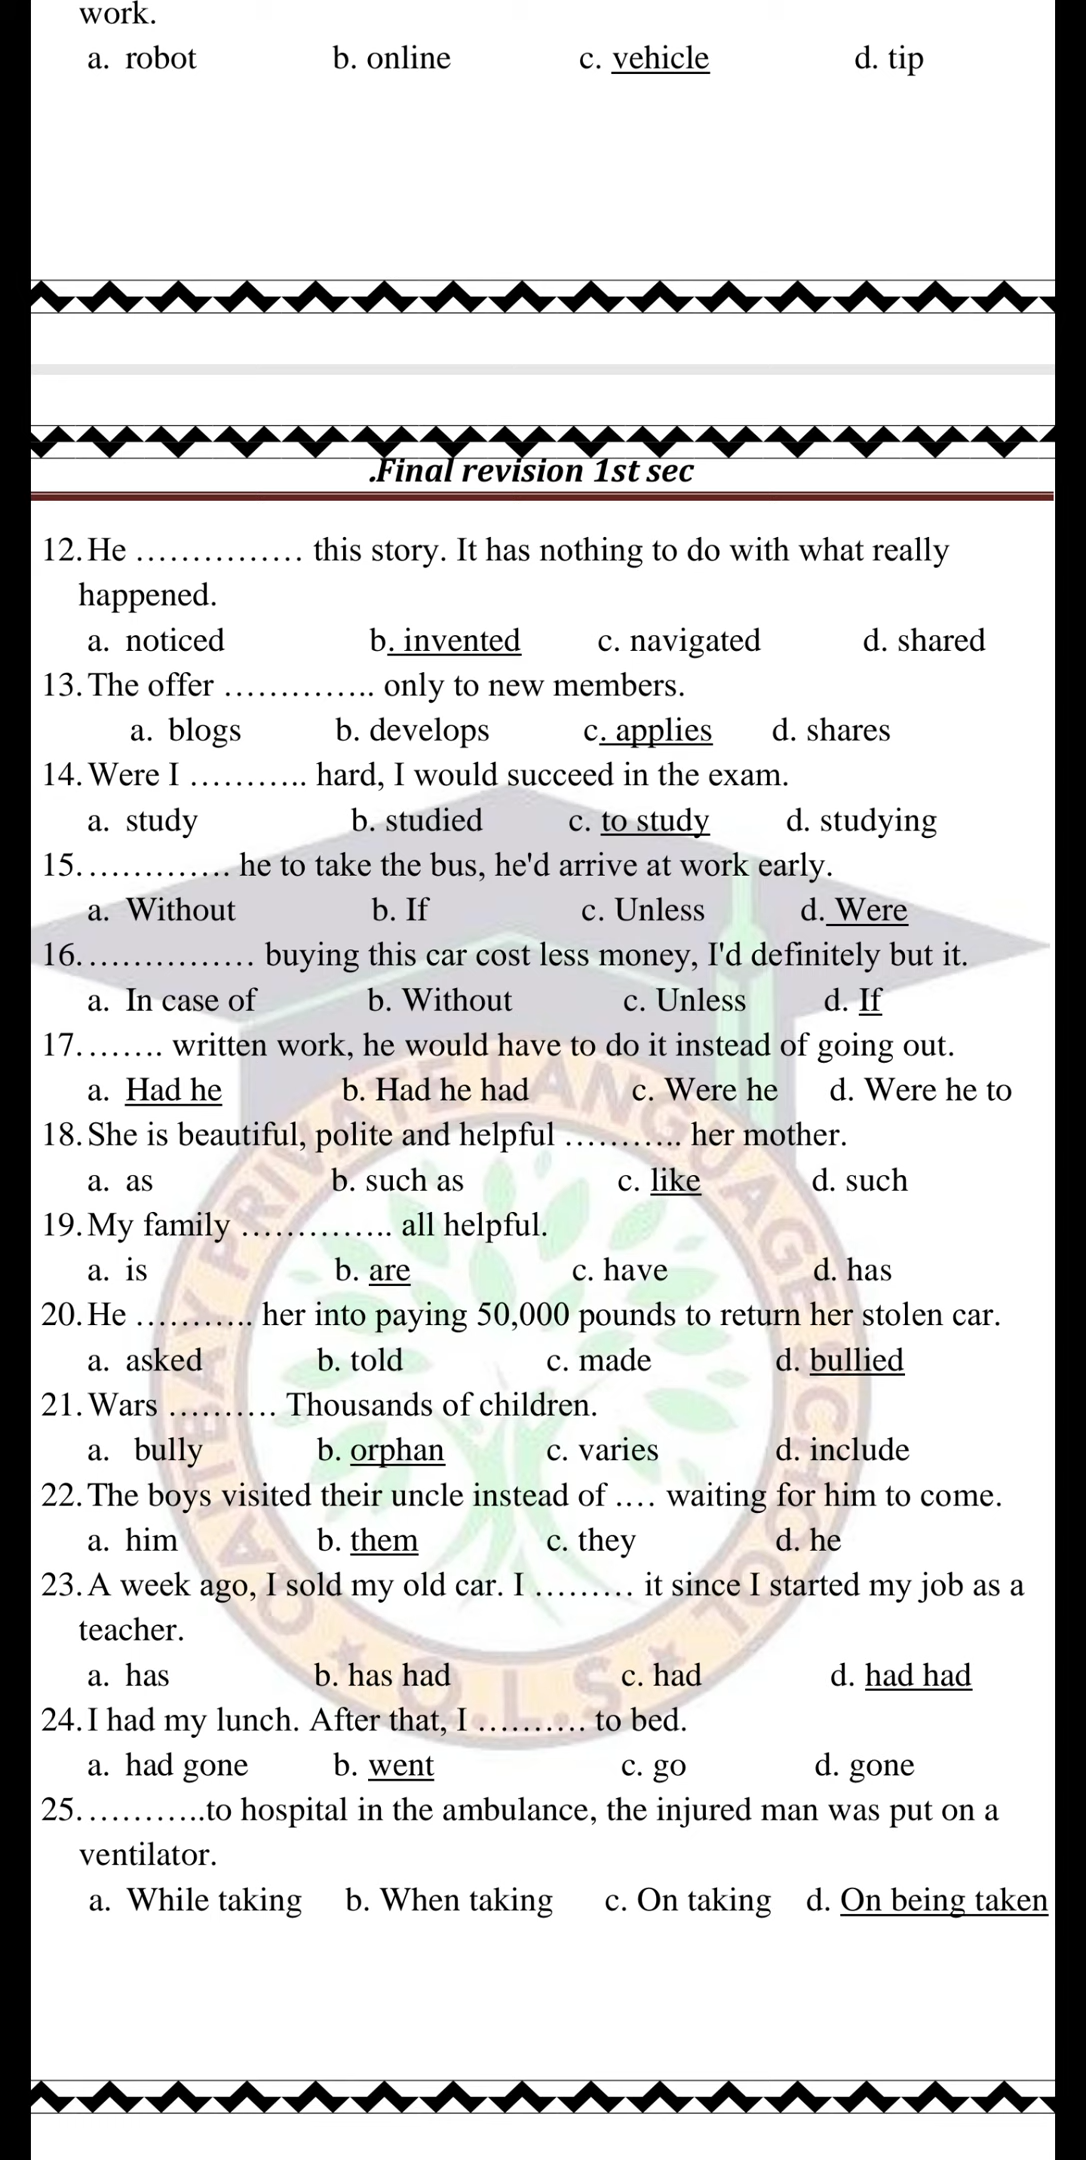 work.
a. robot b. online c. vehicle d. tip
.Final revision 1st sec
12. He …………… this story. It has nothing to do with what really
happened.
a. noticed b. invented c. navigated d. shared
13. The offer ………….. only to new members.
a. blogs b. develops c. applies d. shares
14. Were I ……….. hard, I would succeed in the exam.
a. study b. studied c. to study d. studying
15. …………. he to take the bus, he'd arrive at work early.
a. Without b. If c. Unless d. Were
16. ……………. buying this car cost less money, I'd definitely but it.
a. In case of b. Without c. Unless d. If
17. ……. written work, he would have to do it instead of going out.
a. Had he b. Had he had c. Were he d. Were he to
18. She is beautiful, polite and helpful ……….. her mother.
a. as b. such as c. like d. such
19. My family ………….. all helpful.
a. is b. are c. have d. has
20. He ……….. her into paying 50,000 pounds to return her stolen car.
a. asked b. told c. made d. bullied
21. Wars ………. Thousands of children.
a. bully b. orphan c. varies d. include
22. The boys visited their uncle instead of …. waiting for him to come.
a. him b. them c. they d. he
23. A week ago, I sold my old car. I ……… it since I started my job as a
teacher.
a. has b. has had c. had d. had had
24. I had my lunch. After that, I ………. to bed.
a. had gone b. went c. go d. gone
25. ………..to hospital in the ambulance, the injured man was put on a
ventilator.
a. While taking b. When taking c. On taking d. On being taken
QAITBAY PRIVATE LANGUAGE SCHOOL
Q.L.S